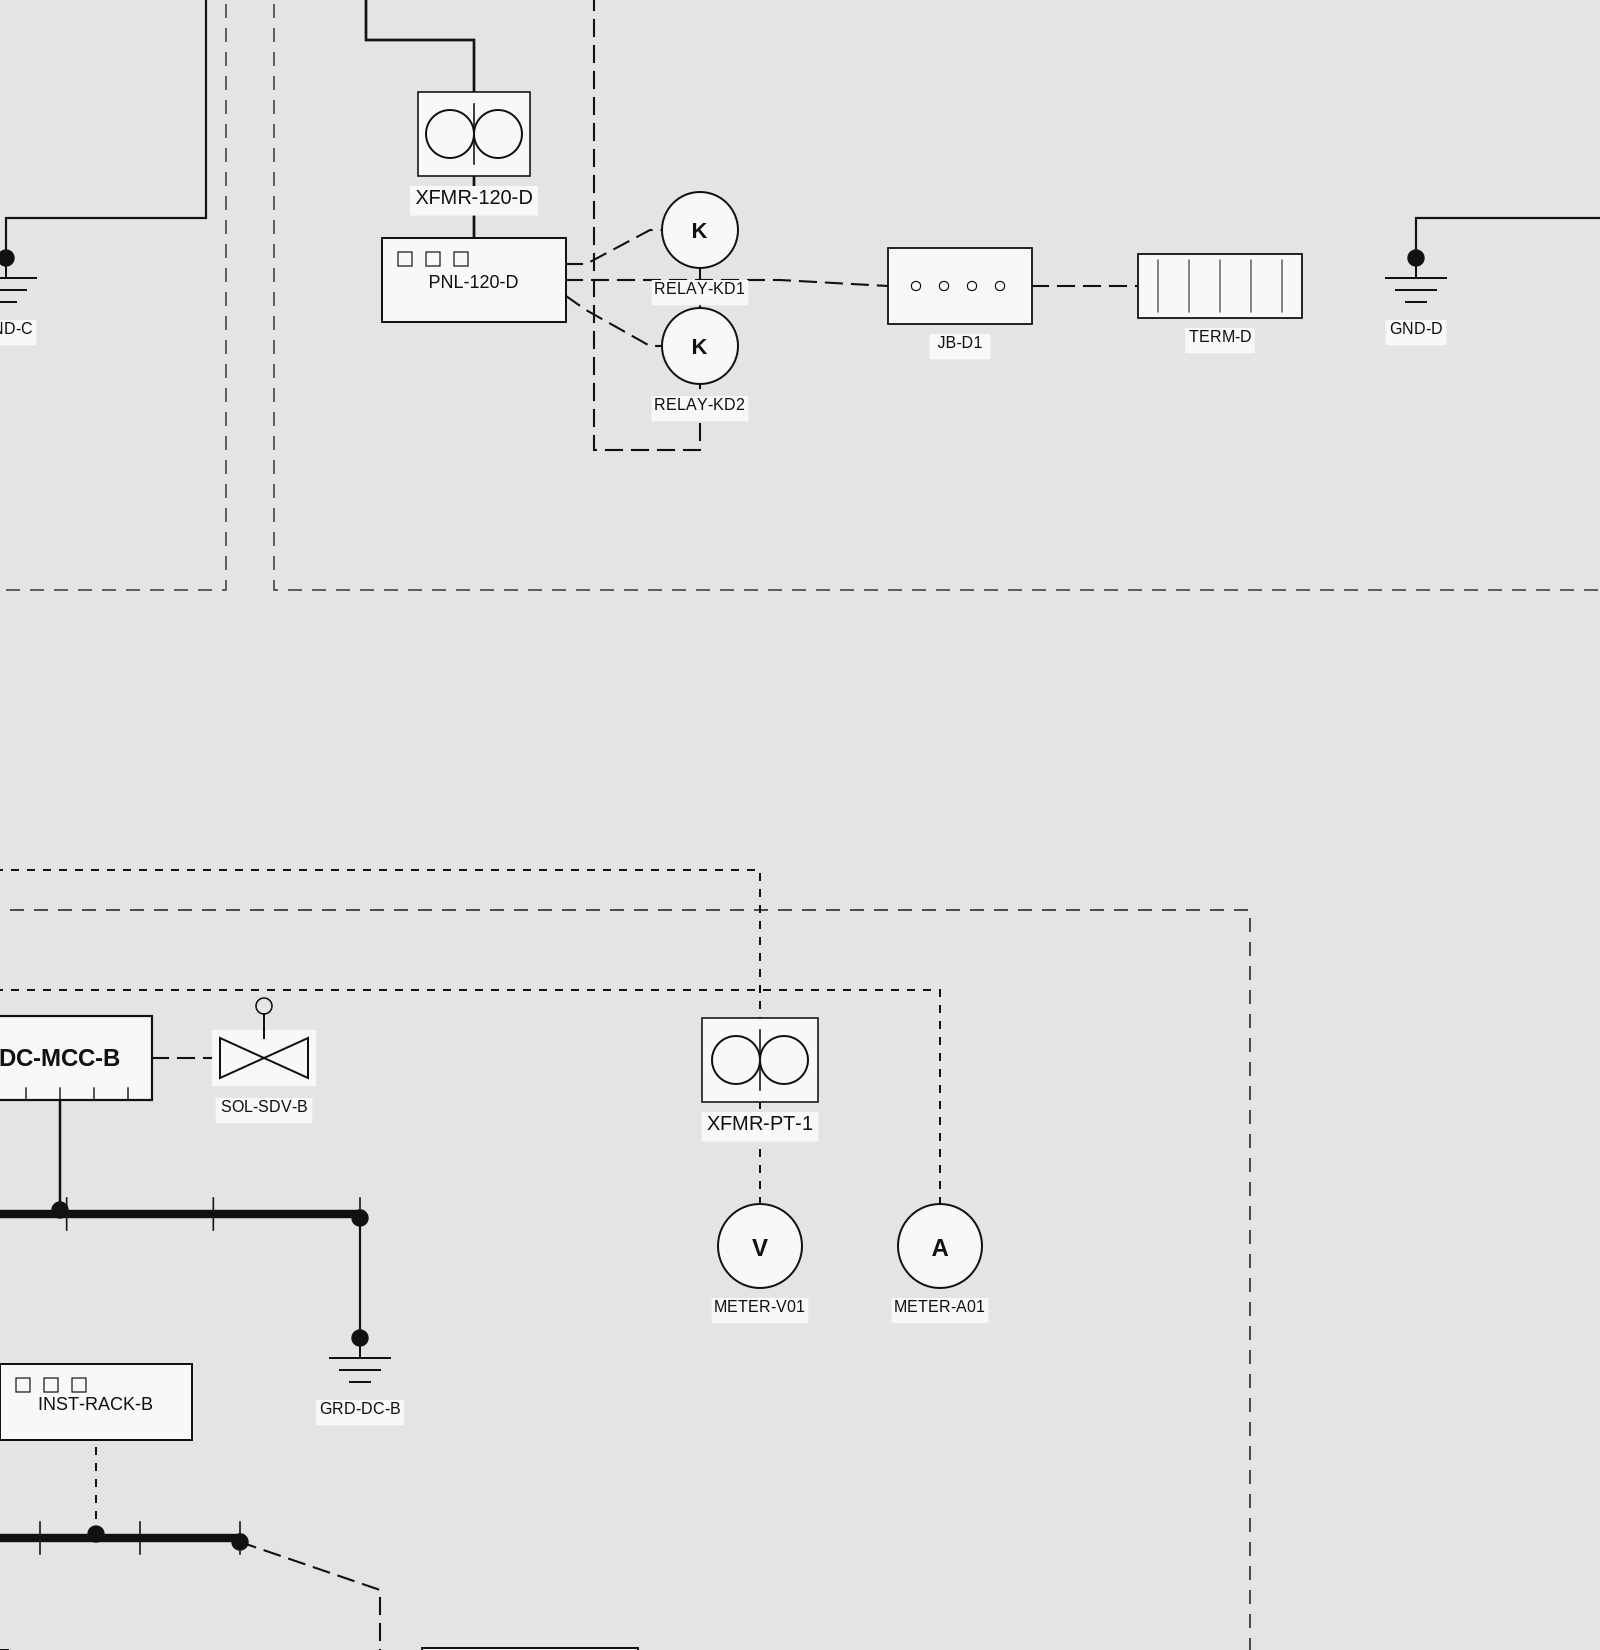 XFMR-120-D
K
PNL-120-D
RELAY-KD1
K
RELAY-KD2
JB-D1
TERM-D
GND-D
ND-C
DC-MCC-B
SOL-SDV-B
XFMR-PT-1
V
A
METER-V01
METER-A01
INST-RACK-B
GRD-DC-B